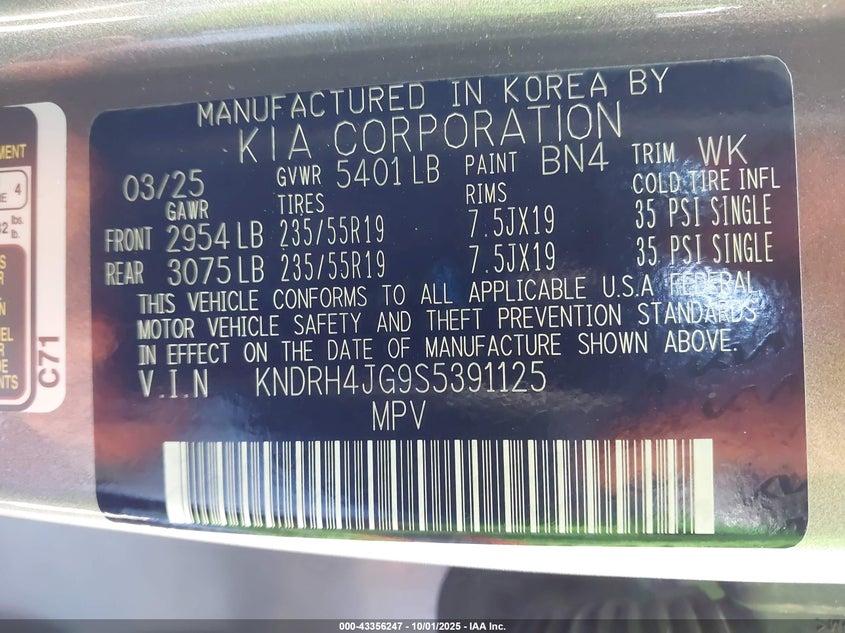 MANUFACTURED IN KOREA BY
KIA CORPORATION
03/25 GVWR 5401 LB PAINT BN4 TRIM WK
GAWR TIRES RIMS COLD TIRE INFL
FRONT 2954 LB 235/55R19 7.5JX19 35 PSI SINGLE
REAR 3075 LB 235/55R19 7.5JX19 35 PSI SINGLE
THIS VEHICLE CONFORMS TO ALL APPLICABLE U.S.A FEDERAL
MOTOR VEHICLE SAFETY AND THEFT PREVENTION STANDARDS
IN EFFECT ON THE DATE OF MANUFACTURE SHOWN ABOVE.
V.I.N KNDRH4JG9S5391125
MPV
C71
4
lbs.
lb.
000-43356247 - 10/01/2025 - IAA Inc.